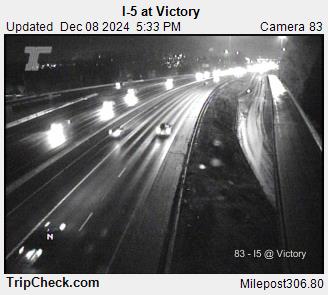 I-5 at Victory
Updated  Dec 08 2024  5:33 PM
Camera 83
T
N
83 - I5 @ Victory
TripCheck.com
Milepost306.80